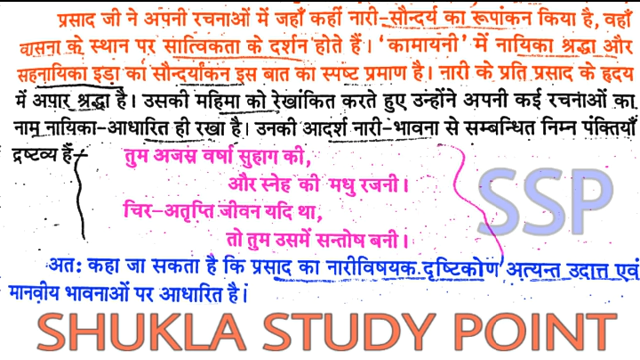 प्रसाद जी ने अपनी रचनाओं में जहाँ कहीं नारी-सौन्दर्य का रूपांकन किया है, वहाँ
वासना के स्थान पर सात्विकता के दर्शन होते हैं। 'कामायनी' में नायिका श्रद्धा और
सहनायिका इड़ा का सौन्दर्यांकन इस बात का स्पष्ट प्रमाण है। नारी के प्रति प्रसाद के हृदय
में अपार श्रद्धा है। उसकी महिमा को रेखांकित करते हुए उन्होंने अपनी कई रचनाओं का
नाम नायिका-आधारित ही रखा है। उनकी आदर्श नारी-भावना से सम्बन्धित निम्न पंक्तियाँ
द्रष्टव्य हैं–
तुम अजस्र वर्षा सुहाग की,
और स्नेह की मधु रजनी।
चिर-अतृप्ति जीवन यदि था,
तो तुम उसमें सन्तोष बनी।
SSP
अतः कहा जा सकता है कि प्रसाद का नारीविषयक दृष्टिकोण अत्यन्त उदात्त एवं
मानवीय भावनाओं पर आधारित है।
SHUKLA STUDY POINT